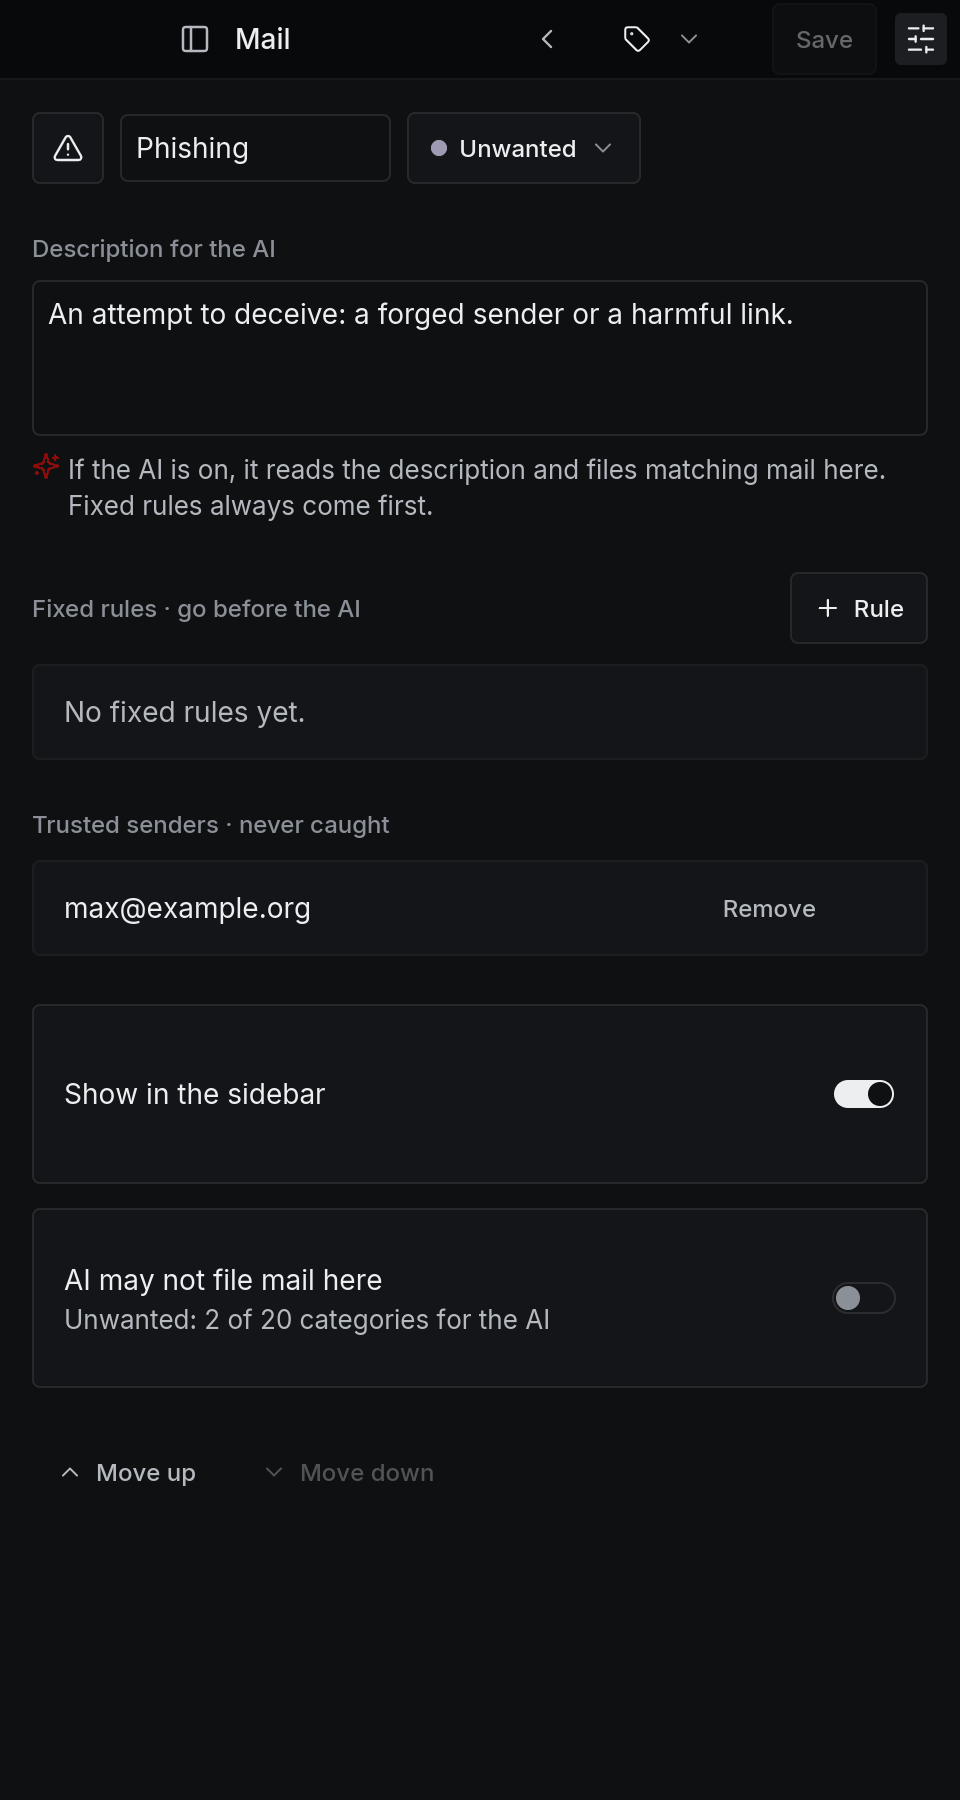 Mail
Save
Phishing
Unwanted
Description for the AI
An attempt to deceive: a forged sender or a harmful link.
If the AI is on, it reads the description and files matching mail here.
Fixed rules always come first.
Fixed rules · go before the AI
Rule
No fixed rules yet.
Trusted senders · never caught
max@example.org
Remove
Show in the sidebar
AI may not file mail here
Unwanted: 2 of 20 categories for the AI
Move up
Move down